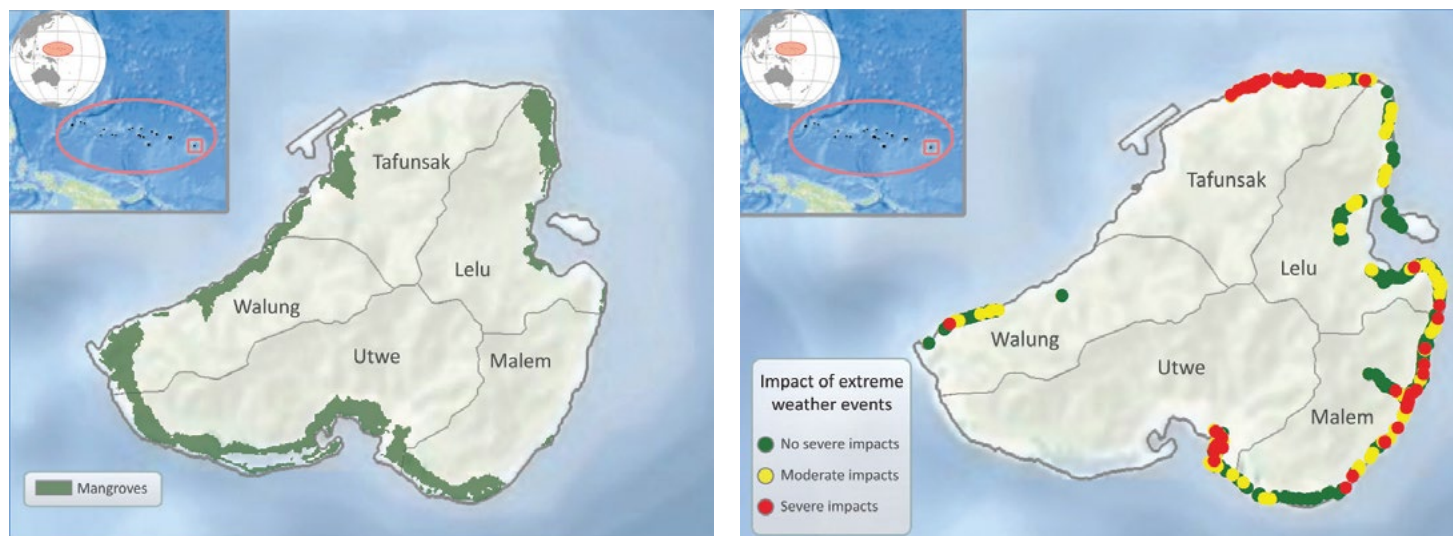 Tafunsak
Lelu
Walung
Utwe
Malem
Mangroves
Tafunsak
Lelu
Walung
Utwe
Malem
Impact of extreme
weather events
No severe impacts
Moderate impacts
Severe impacts